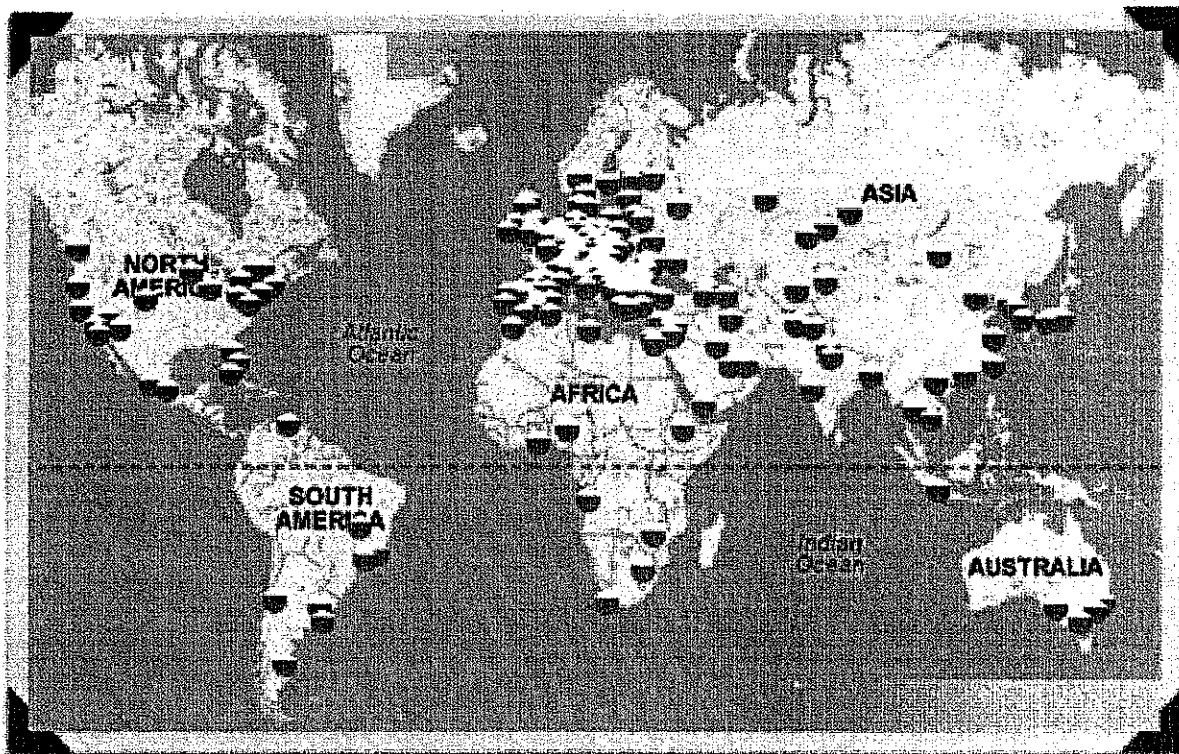 ASIA
NORTH
AMERICA
Atlantic
Ocean
AFRICA
SOUTH
AMERICA
Indian
Ocean
AUSTRALIA